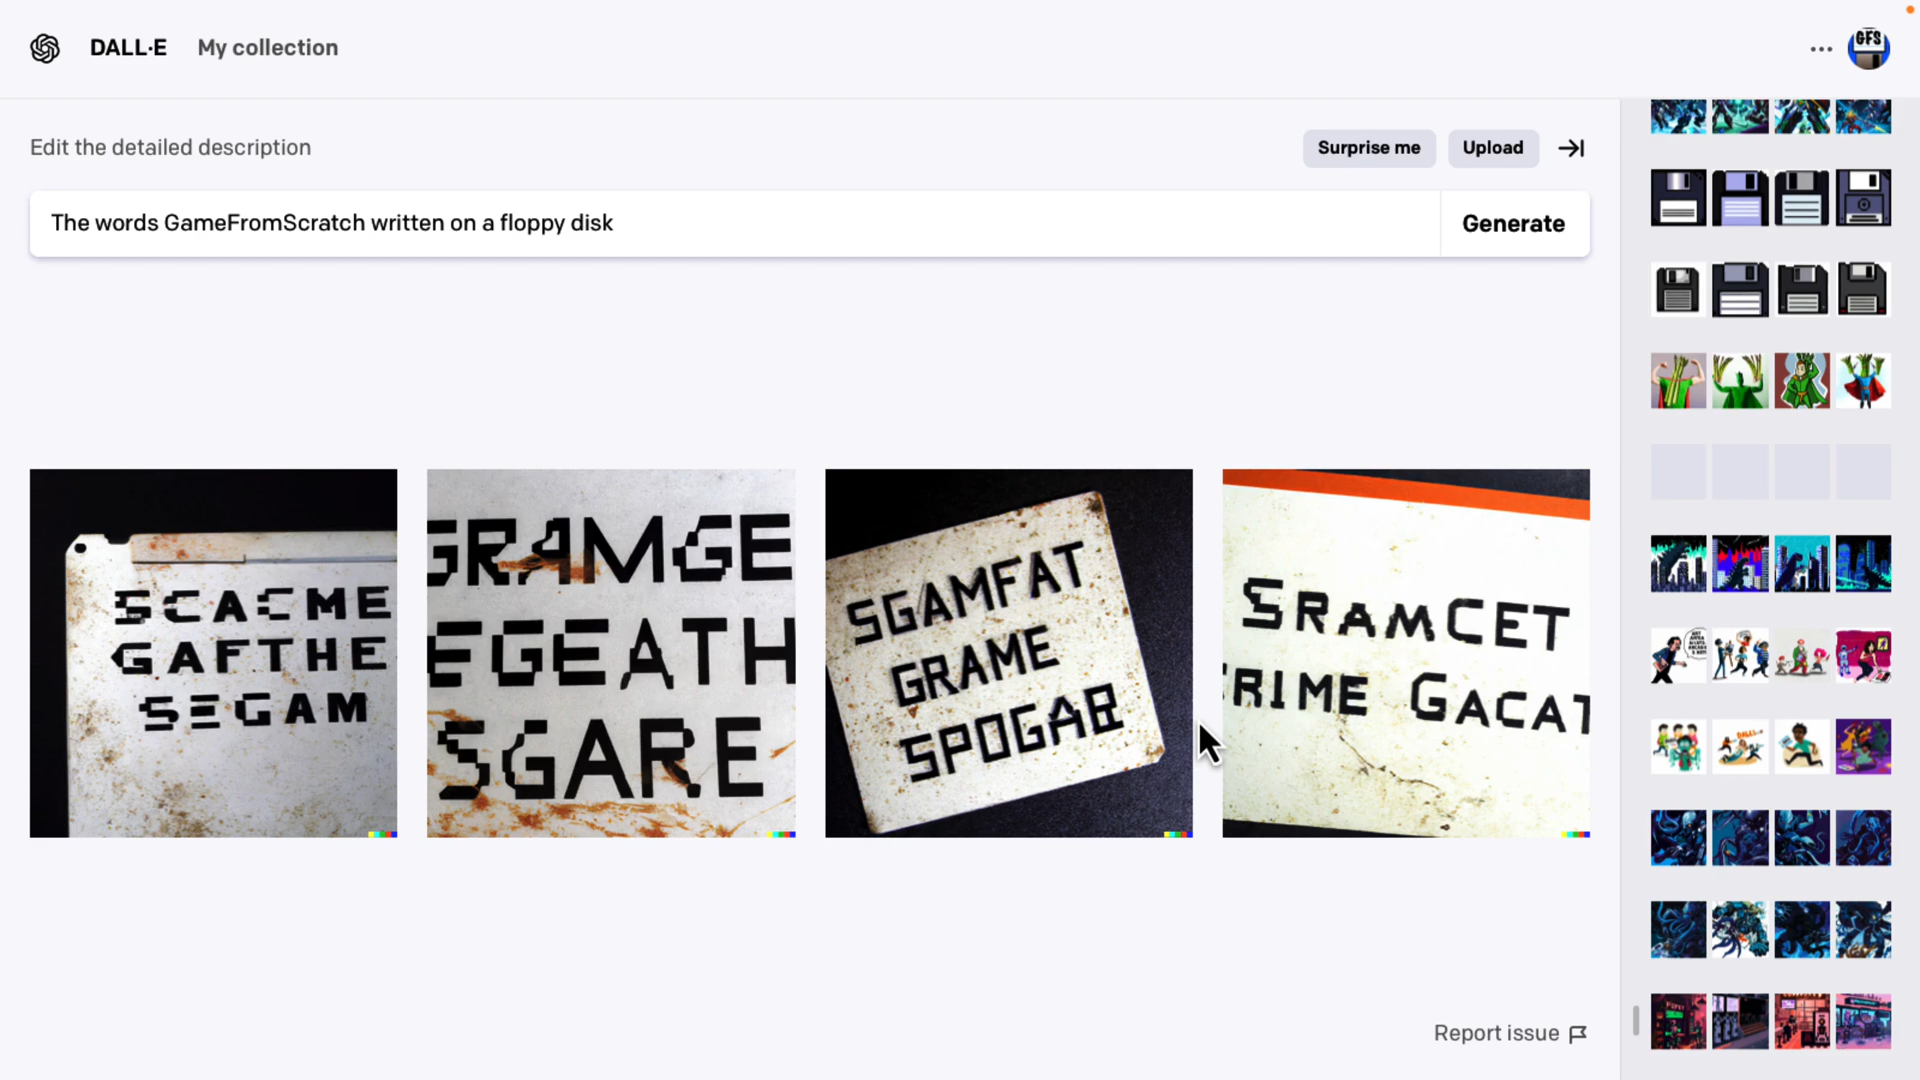 DALL·E My collection
GFS
Edit the detailed description
Surprise me
Upload
The words GameFromScratch written on a floppy disk
Generate
SCACME
GAFTHE
SEGAM
GRAMGE
EGEATH
SGARE
SGAMFAT
GRAME
SPOGAB
SRAMCET
RIME GACAT
Report issue